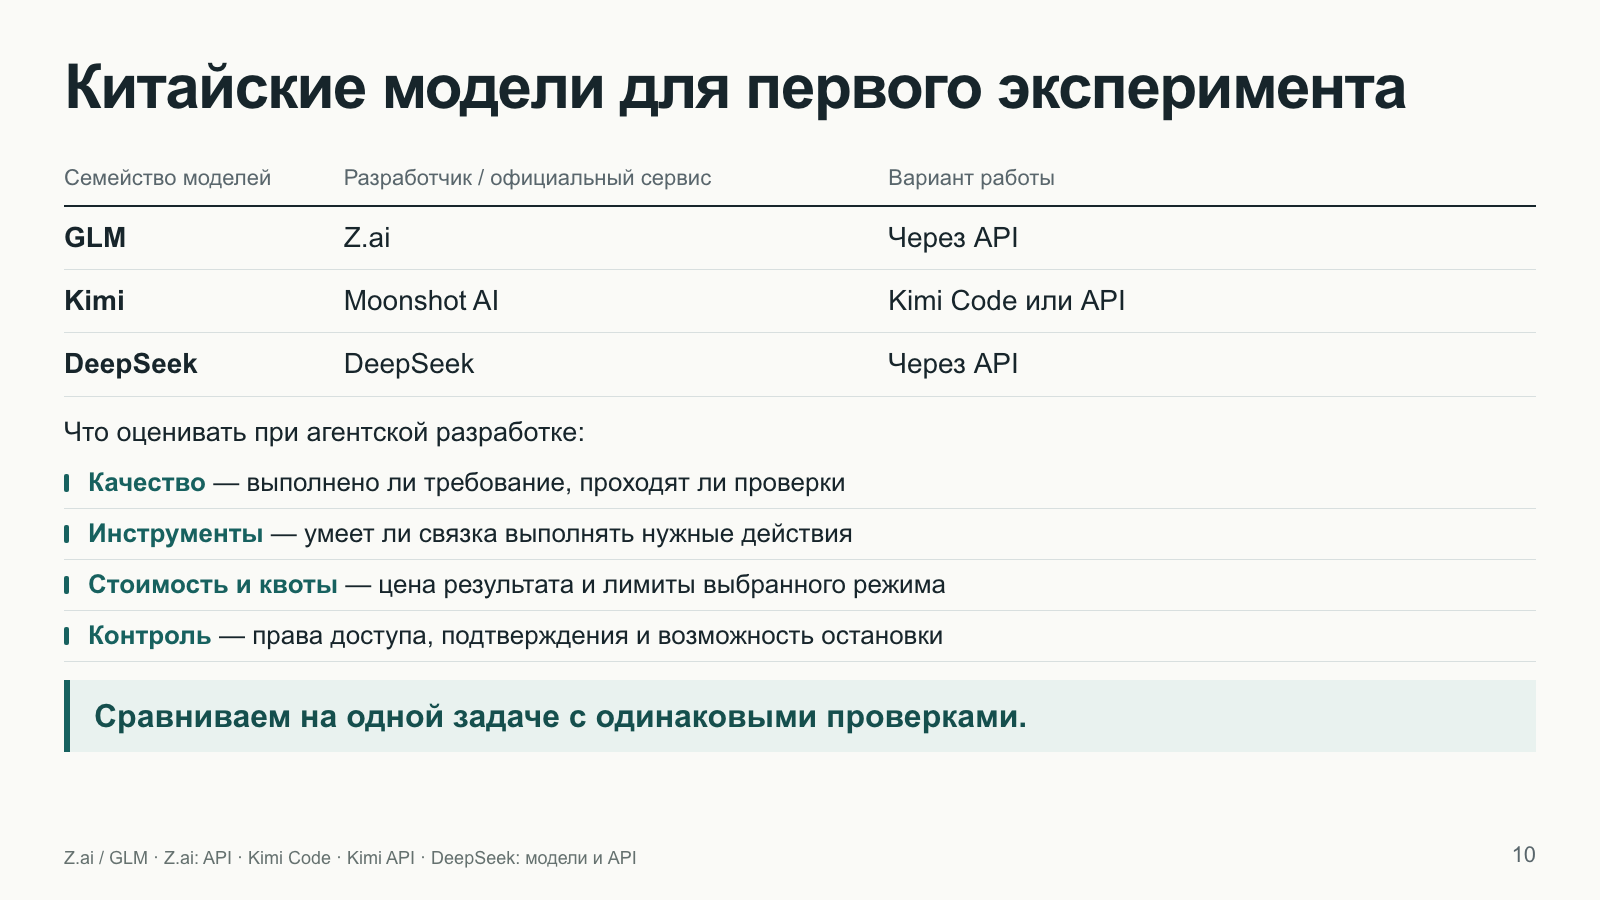 Китайские модели для первого эксперимента
Семейство моделей Разработчик / официальный сервис Вариант работы
GLM Z.ai Через API
Kimi Moonshot AI Kimi Code или API
DeepSeek DeepSeek Через API
Что оценивать при агентской разработке:
Качество — выполнено ли требование, проходят ли проверки
Инструменты — умеет ли связка выполнять нужные действия
Стоимость и квоты — цена результата и лимиты выбранного режима
Контроль — права доступа, подтверждения и возможность остановки
Сравниваем на одной задаче с одинаковыми проверками.
Z.ai / GLM · Z.ai: API · Kimi Code · Kimi API · DeepSeek: модели и API
10